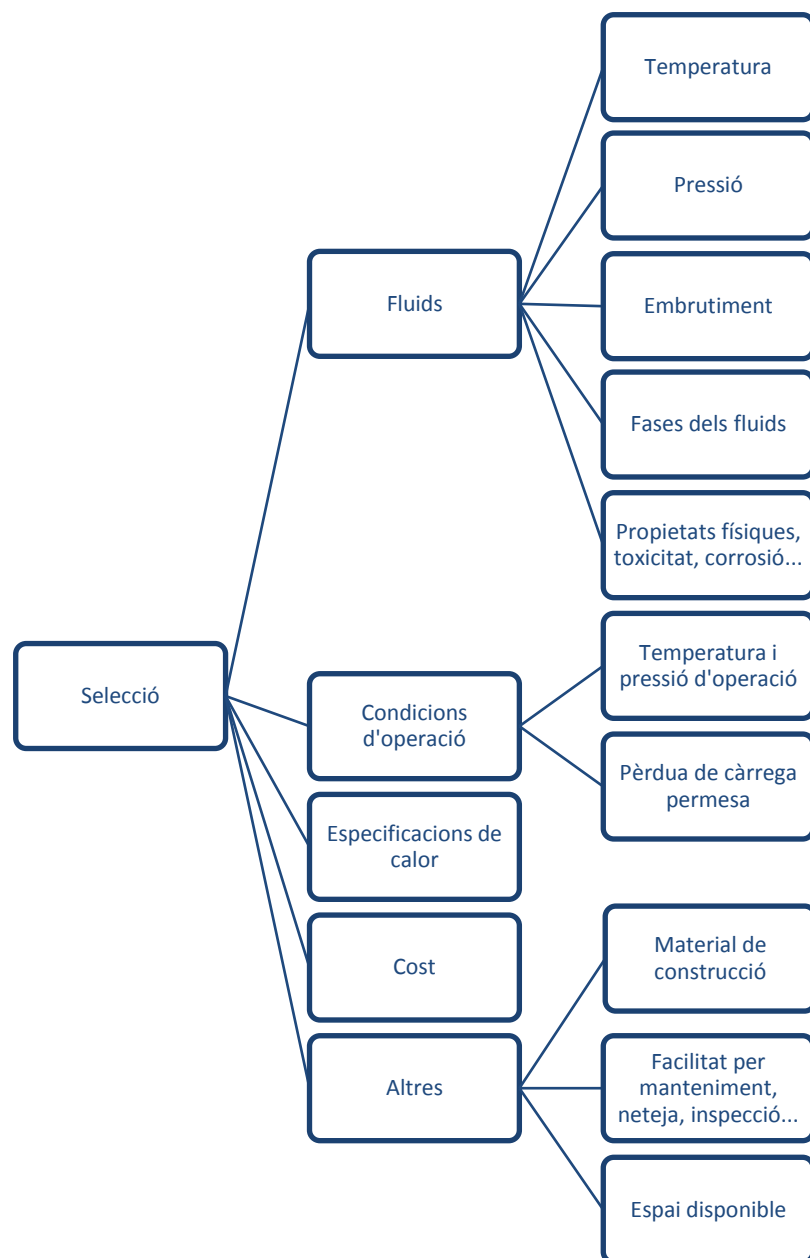 Selecció
Fluids
Temperatura
Pressió
Embrutiment
Fases dels fluids
Propietats físiques,
toxicitat, corrosió...
Condicions
d'operació
Temperatura i
pressió d'operació
Pèrdua de càrrega
permesa
Especificacions de
calor
Cost
Altres
Material de
construcció
Facilitat per
manteniment,
neteja, inspecció...
Espai disponible